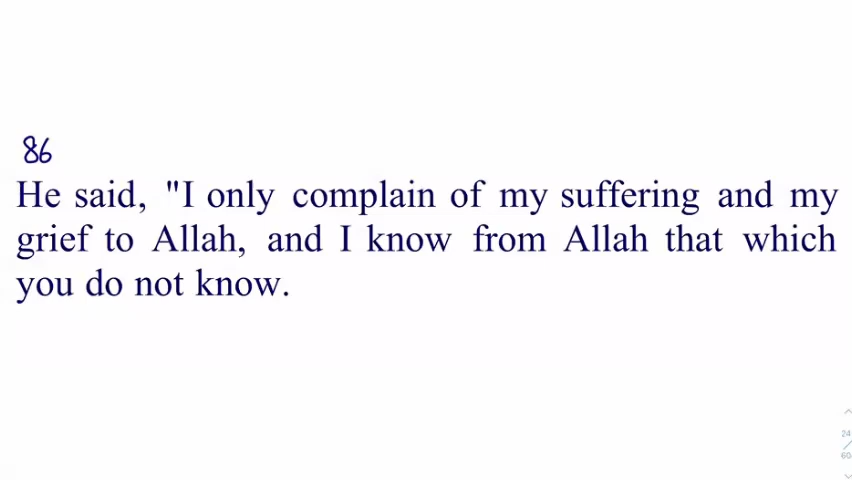 86
He said, "I only complain of my suffering and my
grief to Allah, and I know from Allah that which
you do not know.
24
60